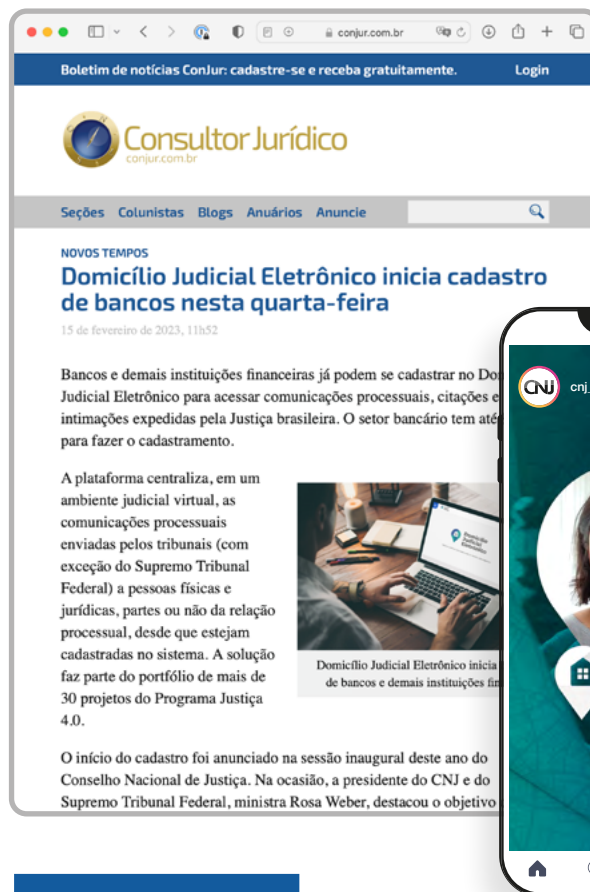 conjur.com.br
Boletim de notícias ConJur: cadastre-se e receba gratuitamente. Login
Consultor Jurídico
conjur.com.br
Seções Colunistas Blogs Anuários Anuncie
NOVOS TEMPOS
Domicílio Judicial Eletrônico inicia cadastro
de bancos nesta quarta-feira
15 de fevereiro de 2023, 11h52
Bancos e demais instituições financeiras já podem se cadastrar no
Judicial Eletrônico para acessar comunicações processuais, citações e
intimações expedidas pela Justiça brasileira. O setor bancário tem até
para fazer o cadastramento.
A plataforma centraliza, em um
ambiente judicial virtual, as
comunicações processuais
enviadas pelos tribunais (com
exceção do Supremo Tribunal
Federal) a pessoas físicas e
jurídicas, partes ou não da relação
processual, desde que estejam
cadastradas no sistema. A solução
faz parte do portfólio de mais de
30 projetos do Programa Justiça
4.0.
Domicílio Judicial Eletrônico
Domicílio Judicial Eletrônico inicia
de bancos e demais instituições
O início do cadastro foi anunciado na sessão inaugural deste ano do
Conselho Nacional de Justiça. Na ocasião, a presidente do CNJ e do
Supremo Tribunal Federal, ministra Rosa Weber, destacou o objetivo
CNJ cnj_